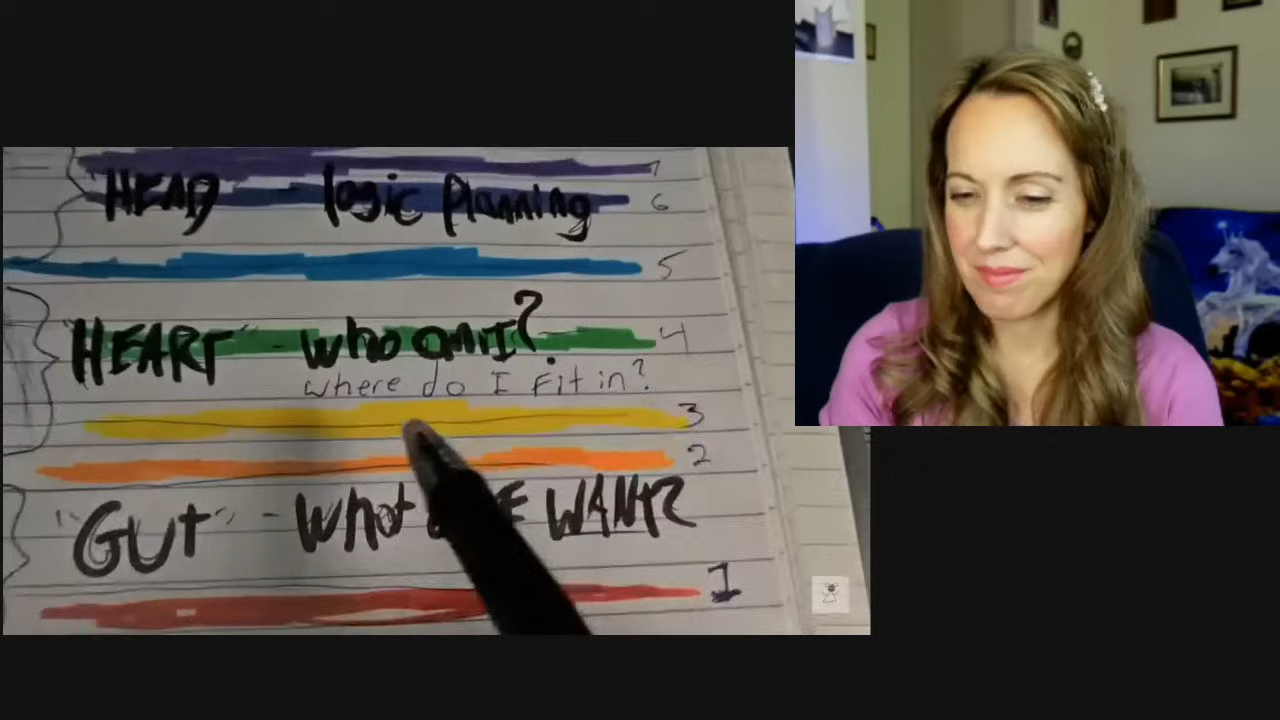 7
HEAD - logic planning
6
5
"HEART" - who am I?
4
where do I fit in?
3
2
"GUT" - What WANT?
1